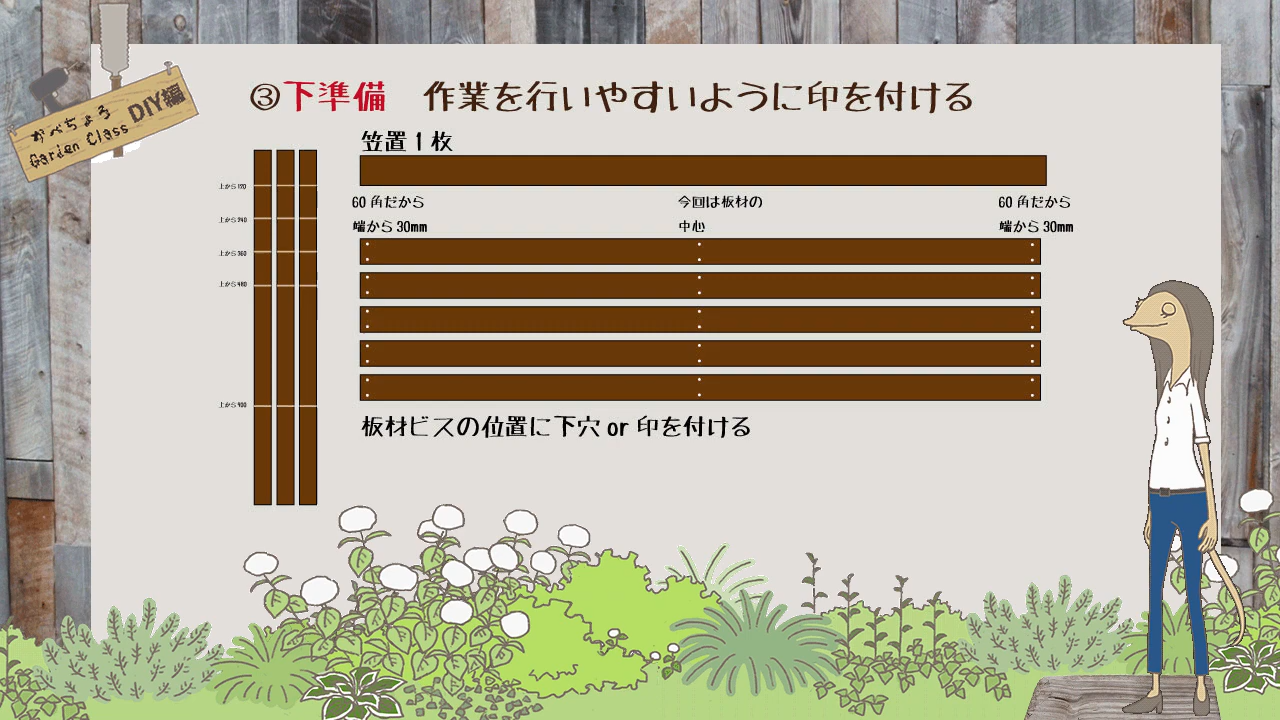 ③下準備　作業を行いやすいように印を付ける
がべちょろ
Garden Class
DIY編
笠置1枚
上から120
上から240
上から360
上から480
上から900
60角だから
端から30mm
今回は板材の
中心
60角だから
端から30mm
板材ビスの位置に下穴or印を付ける